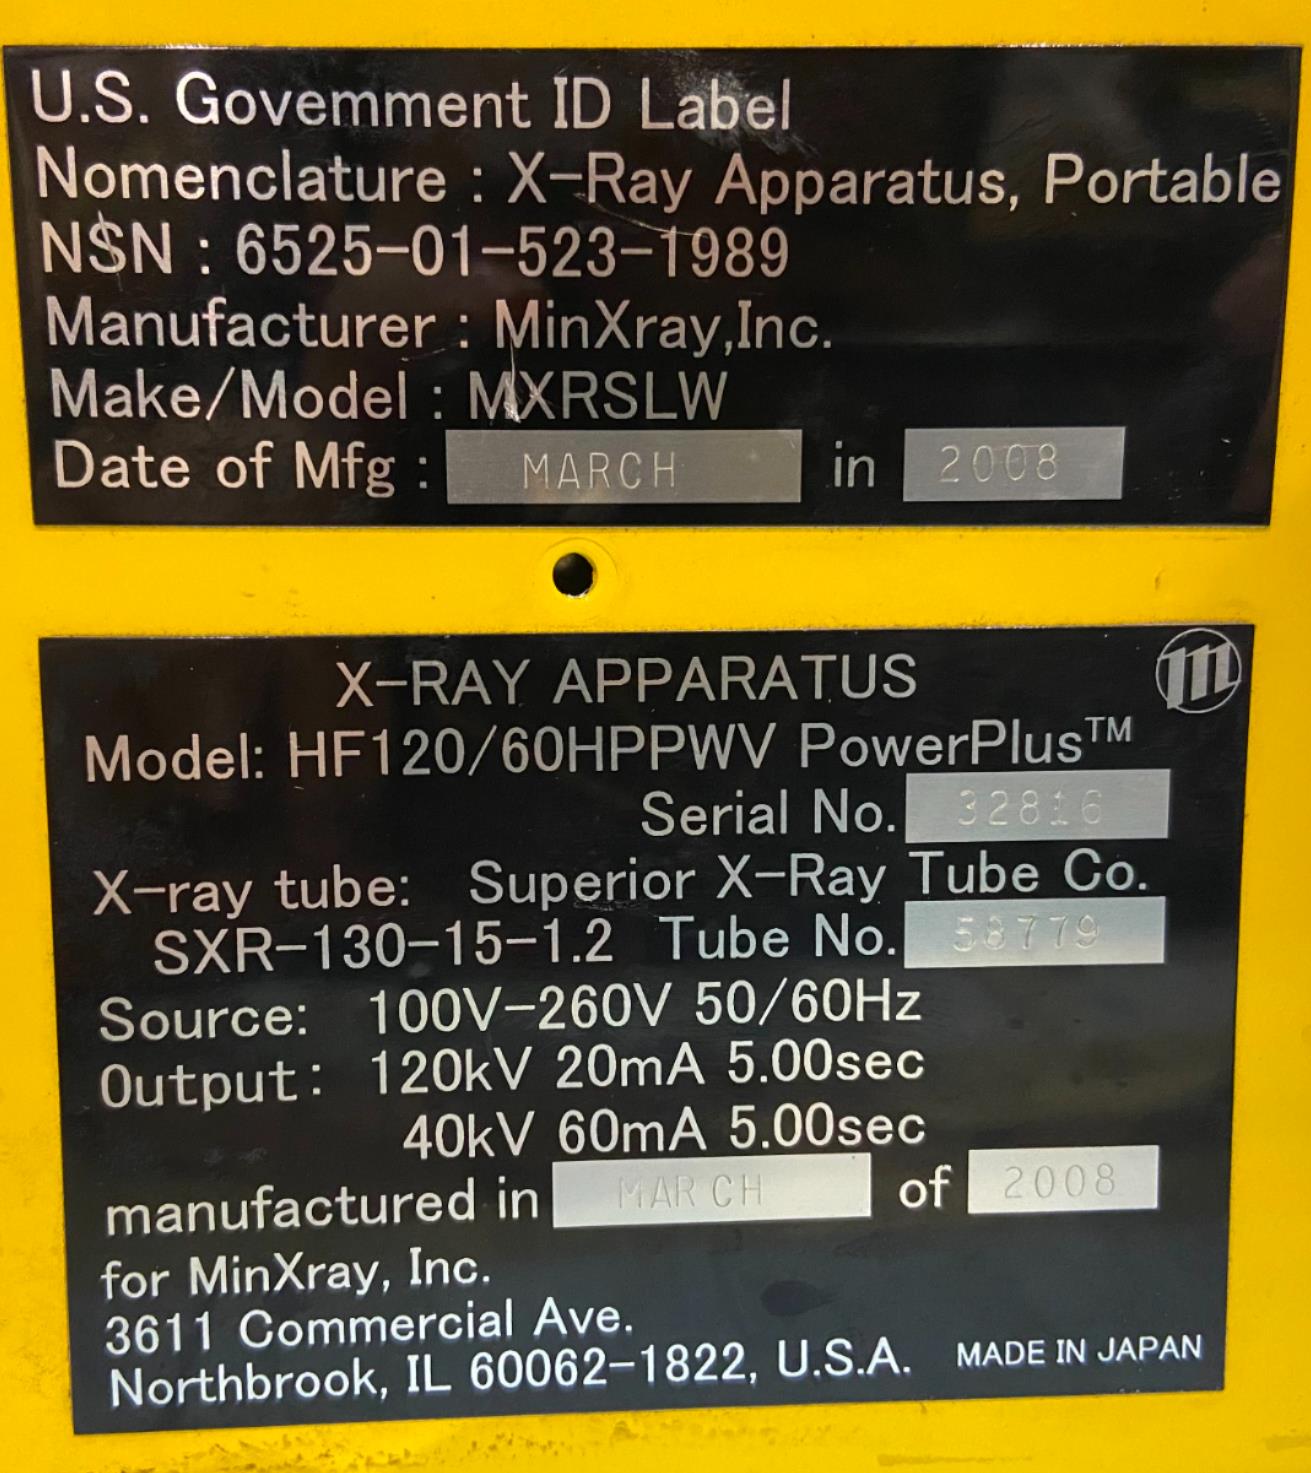 U.S. Govemment ID Label
Nomenclature : X-Ray Apparatus, Portable
NSN : 6525-01-523-1989
Manufacturer : MinXray,Inc.
Make/Model : MXRSLW
Date of Mfg : MARCH in 2008
m
X-RAY APPARATUS
Model: HF120/60HPPWV PowerPlus™
Serial No. 32816
X-ray tube: Superior X-Ray Tube Co.
SXR-130-15-1.2 Tube No. 58779
Source: 100V-260V 50/60Hz
Output: 120kV 20mA 5.00sec
40kV 60mA 5.00sec
manufactured in MARCH of 2008
for MinXray, Inc.
3611 Commercial Ave.
Northbrook, IL 60062-1822, U.S.A. MADE IN JAPAN